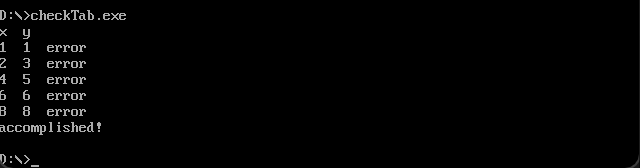 D:\>checkTab.exe
x  y
1  1  error
2  3  error
4  5  error
6  6  error
8  8  error
accomplished!
D:\>_